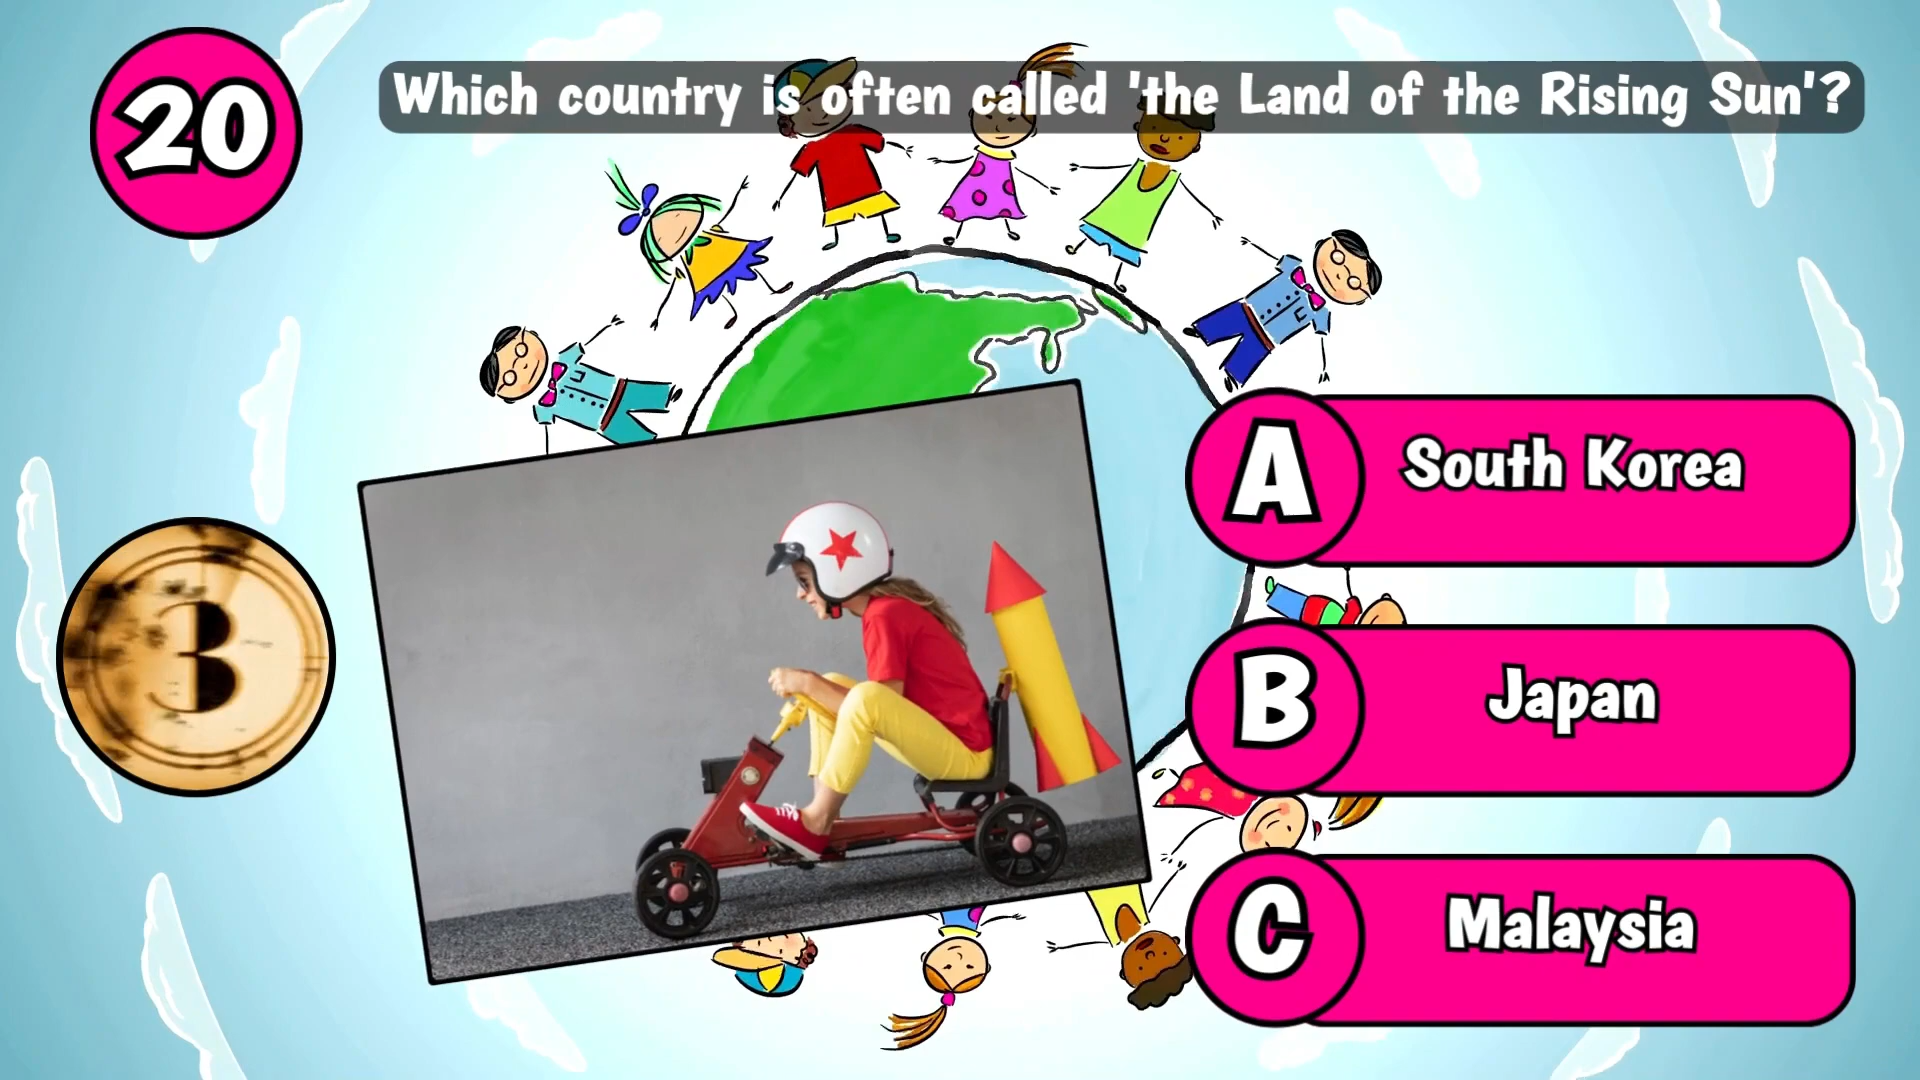 20
Which country is often called 'the Land of the Rising Sun'?
3
A
South Korea
B
Japan
C
Malaysia